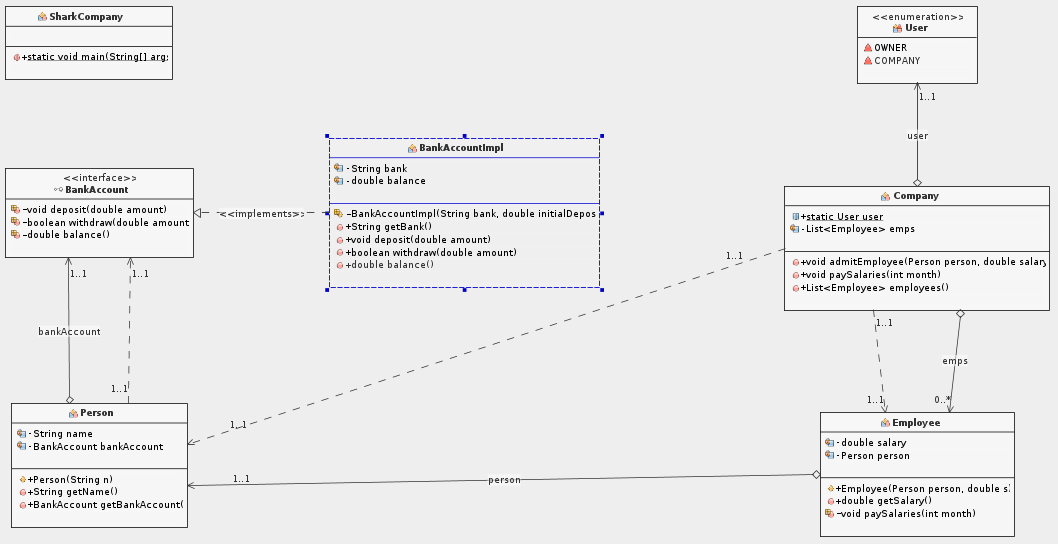 SharkCompany
+static void main(String[] args
<<enumeration>>
User
OWNER
COMPANY
1..1
user
<<interface>>
BankAccount
-void deposit(double amount)
-boolean withdraw(double amount
-double balance()
<<implements>>
BankAccountImpl
- String bank
- double balance
-BankAccountImpl(String bank, double initialDepos
+String getBank()
+void deposit(double amount)
+boolean withdraw(double amount)
+double balance()
Company
+static User user
- List<Employee> emps
+void admitEmployee(Person person, double salary
+void paySalaries(int month)
+List<Employee> employees()
1..1
1..1
1..1
bankAccount
1..1
1..1
1..1
emps
1..1
0..*
Person
- String name
- BankAccount bankAccount
+Person(String n)
+String getName()
+BankAccount getBankAccount(
1..1
1..1
person
Employee
- double salary
- Person person
+Employee(Person person, double s
+double getSalary()
-void paySalaries(int month)